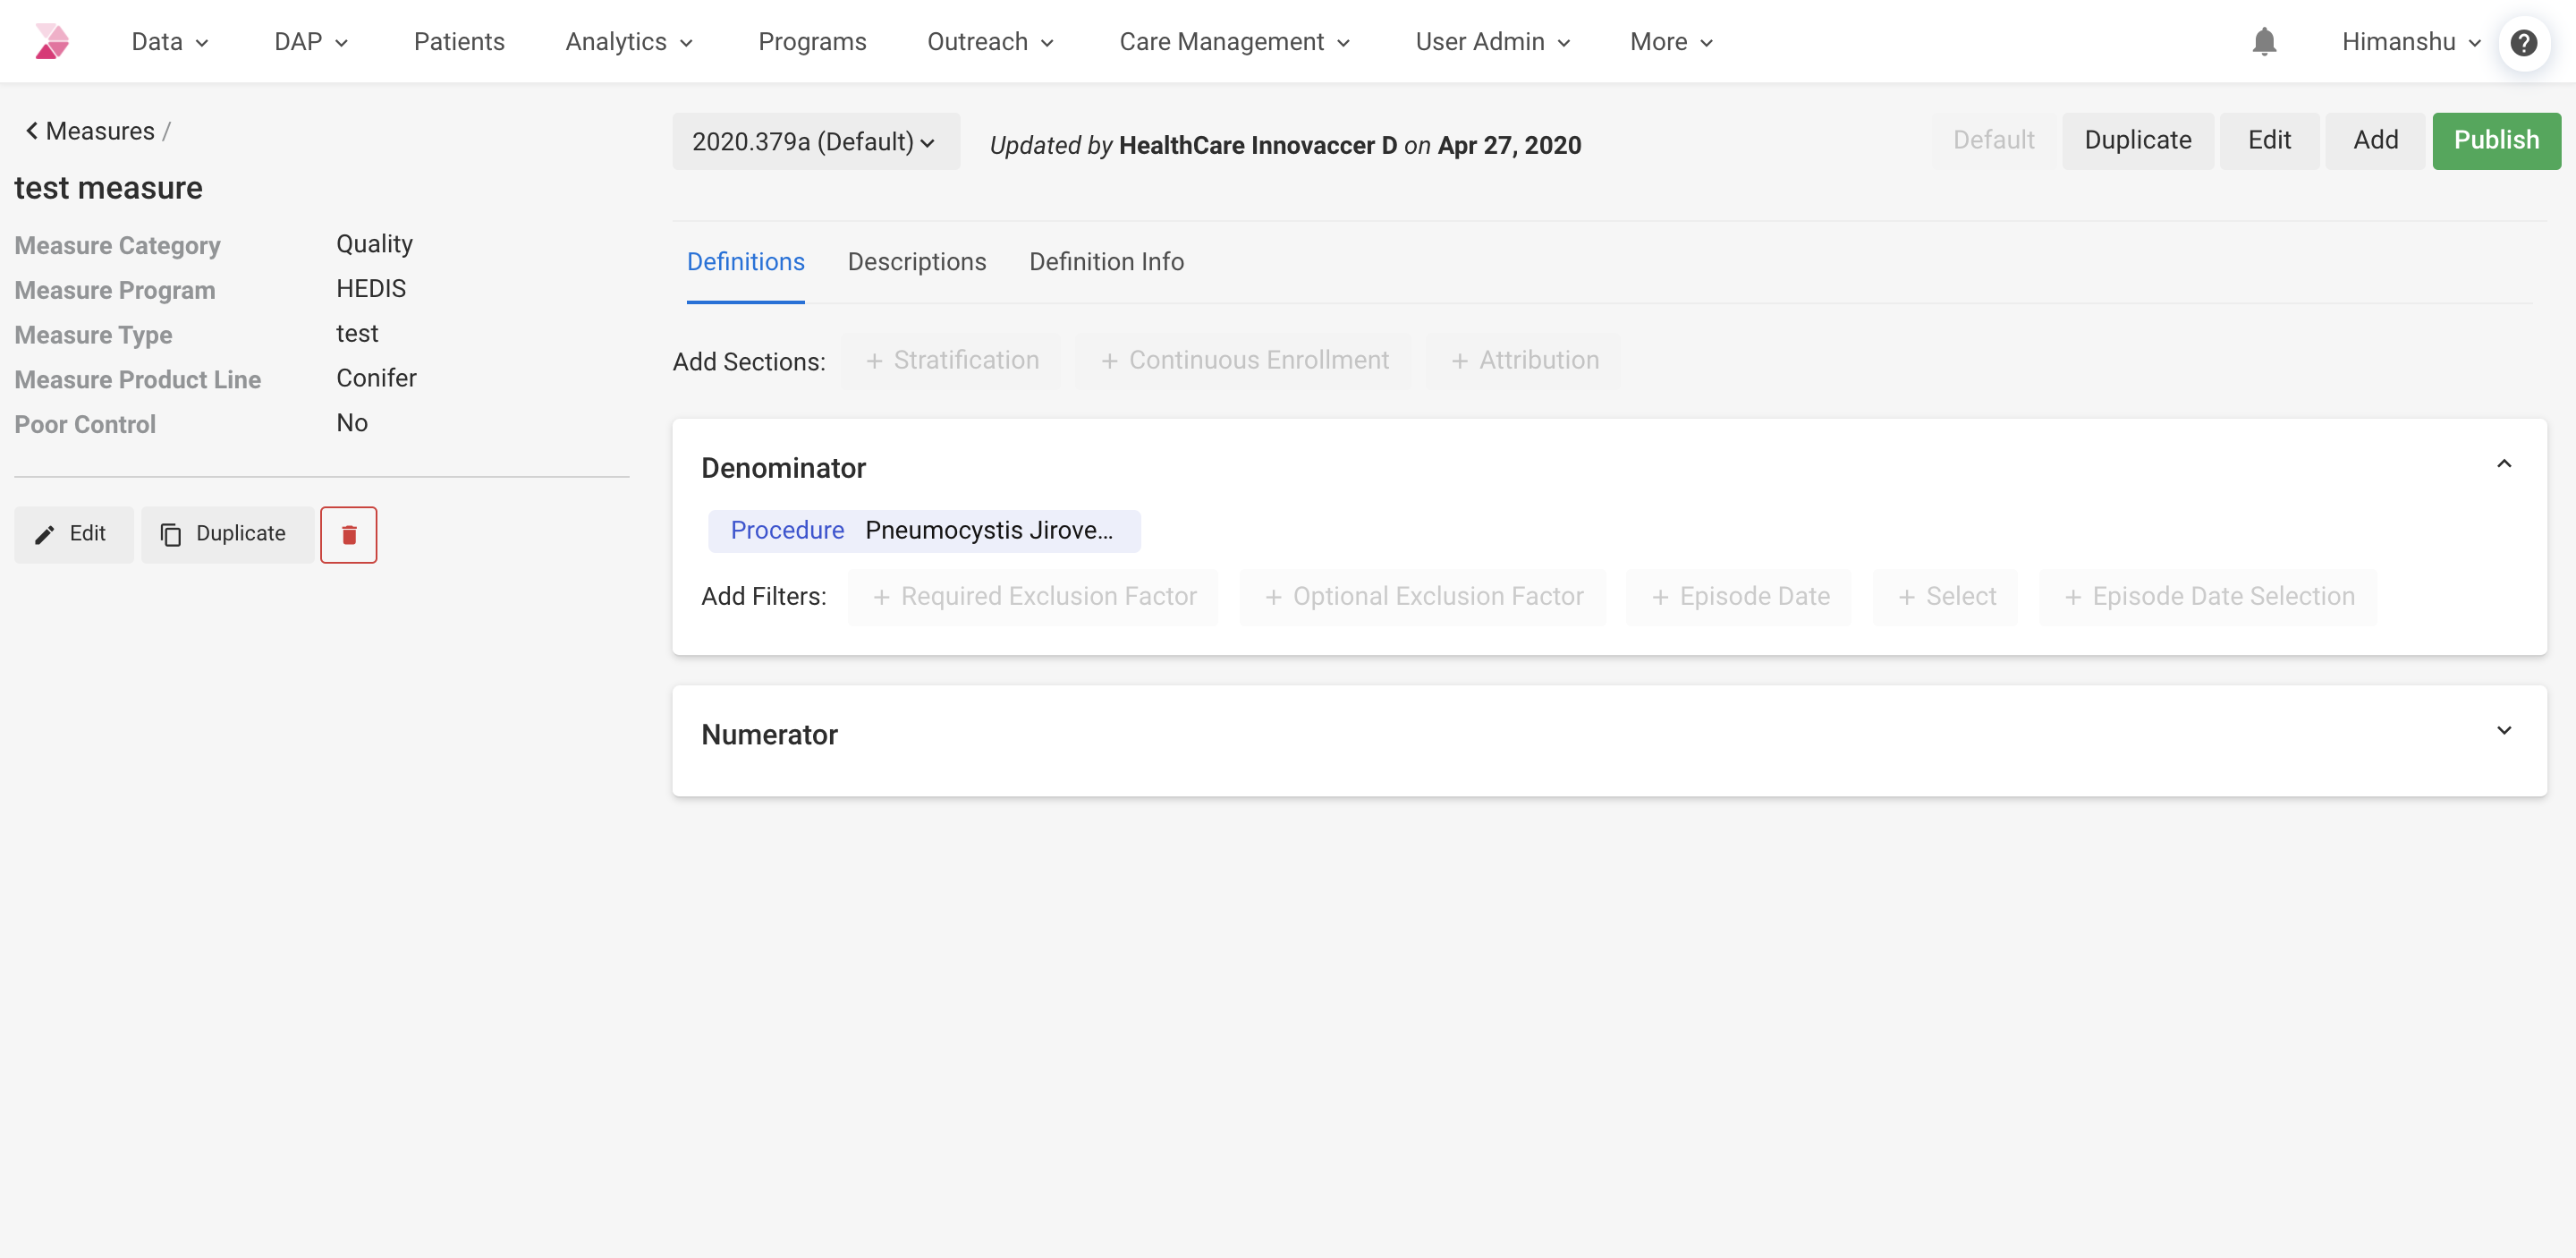 Data DAP Patients Analytics Programs Outreach Care Management User Admin More Himanshu
Measures /
test measure
Measure Category Quality
Measure Program HEDIS
Measure Type test
Measure Product Line Conifer
Poor Control No
Edit Duplicate
2020.379a (Default) Updated by HealthCare Innovaccer D on Apr 27, 2020 Default Duplicate Edit Add Publish
Definitions Descriptions Definition Info
Add Sections: + Stratification + Continuous Enrollment + Attribution
Denominator
Procedure Pneumocystis Jirove...
Add Filters: + Required Exclusion Factor + Optional Exclusion Factor + Episode Date + Select + Episode Date Selection
Numerator